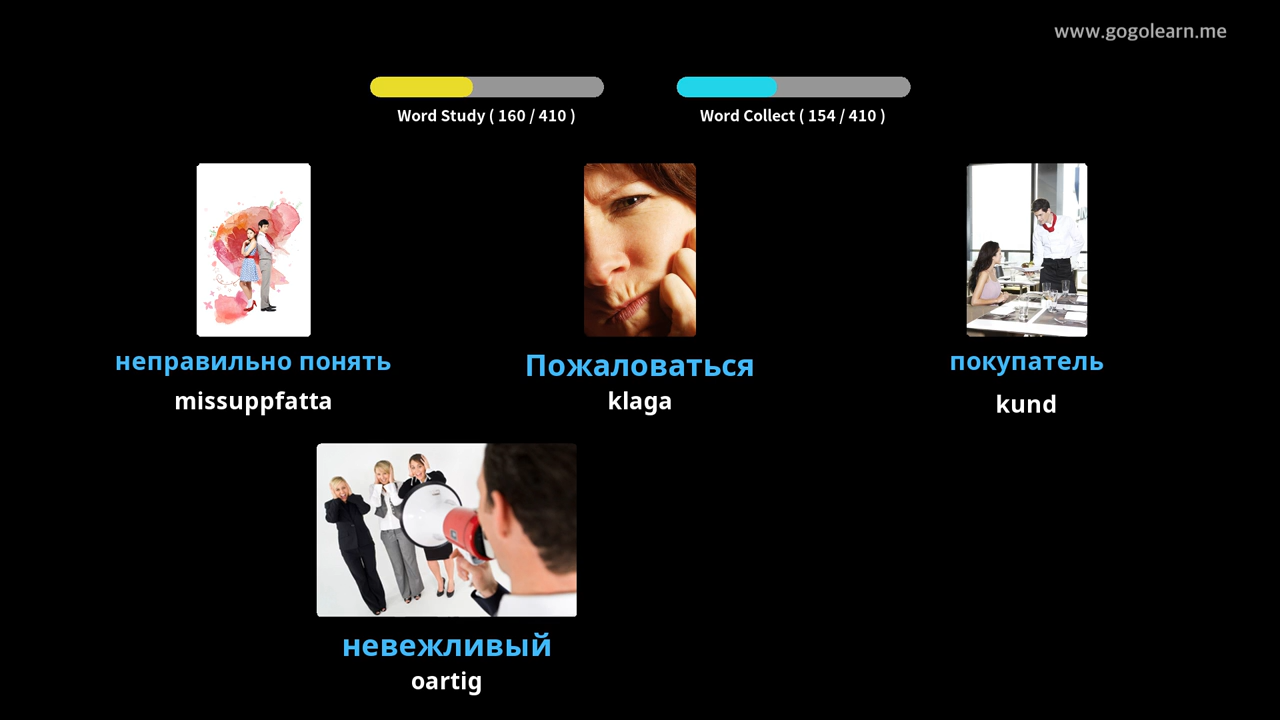 www.gogolearn.me
Word Study ( 160 / 410 )
Word Collect ( 154 / 410 )
неправильно понять
missuppfatta
Пожаловаться
klaga
покупатель
kund
невежливый
oartig